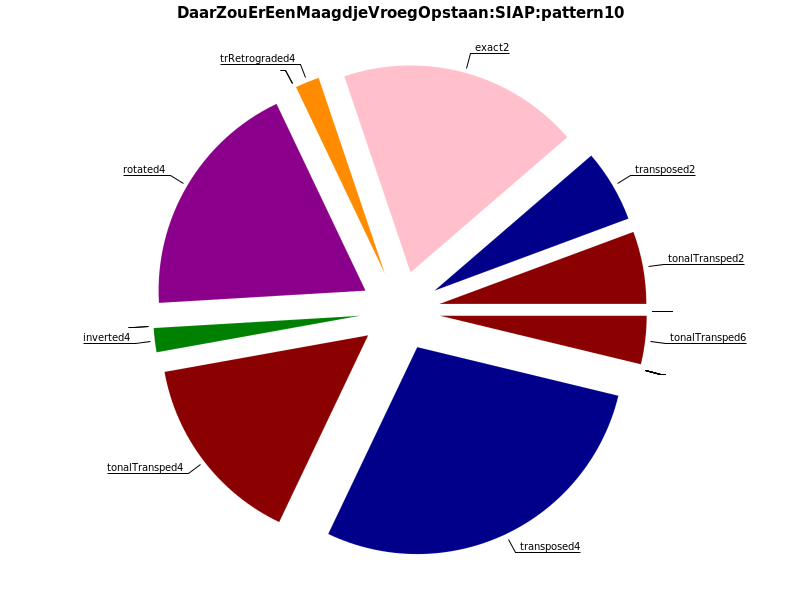 DaarZouErEenMaagdjeVroegOpstaan:SIAP:pattern10
exact2
trRetrograded4
rotated4
transposed2
tonalTransped2
inverted4
tonalTransped6
tonalTransped4
transposed4